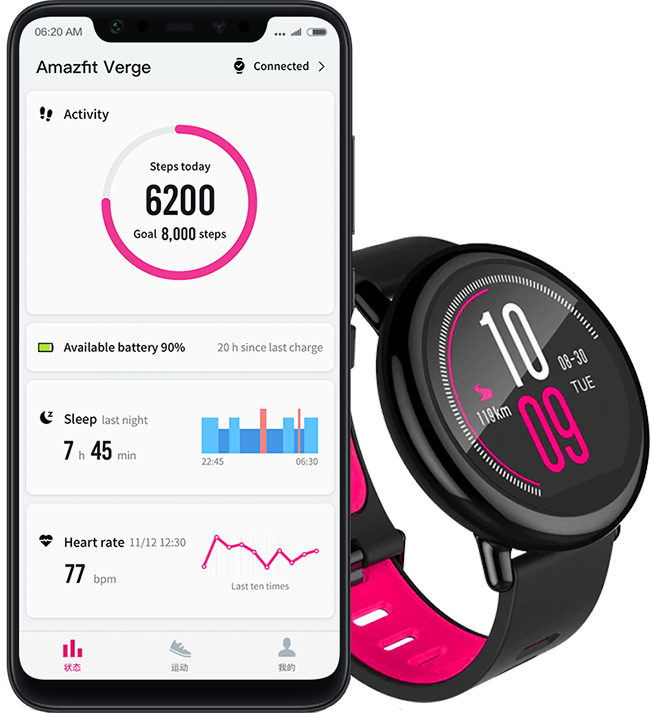 06:20 AM
Amazfit Verge
Connected
Activity
Steps today
6200
Goal 8,000 steps
Available battery 90%
20 h since last charge
Sleep last night
7 h 45 min
22:45
06:30
Heart rate 11/12 12:30
77 bpm
Last ten times
状态
运动
我的
10
08-30
TUE
119km
09